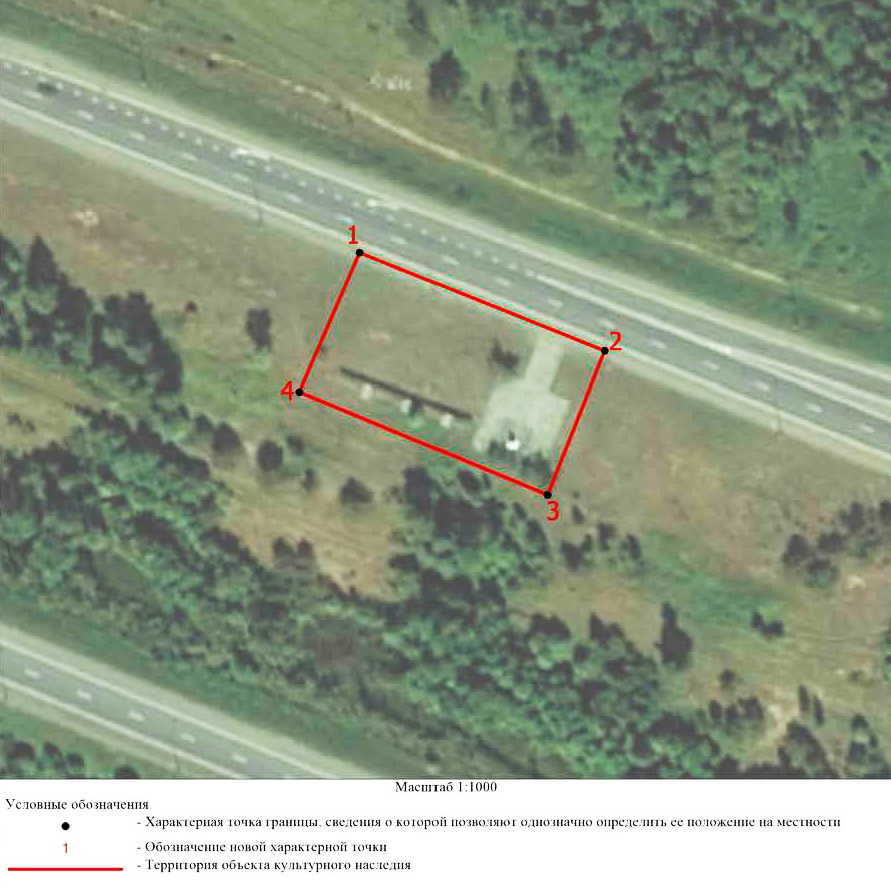 1
2
4
3
Масштаб 1:1000
Условные обозначения
- Характерная точка границы, сведения о которой позволяют однозначно определить ее положение на местности
1 - Обозначение новой характерной точки
- Территория объекта культурного наследия